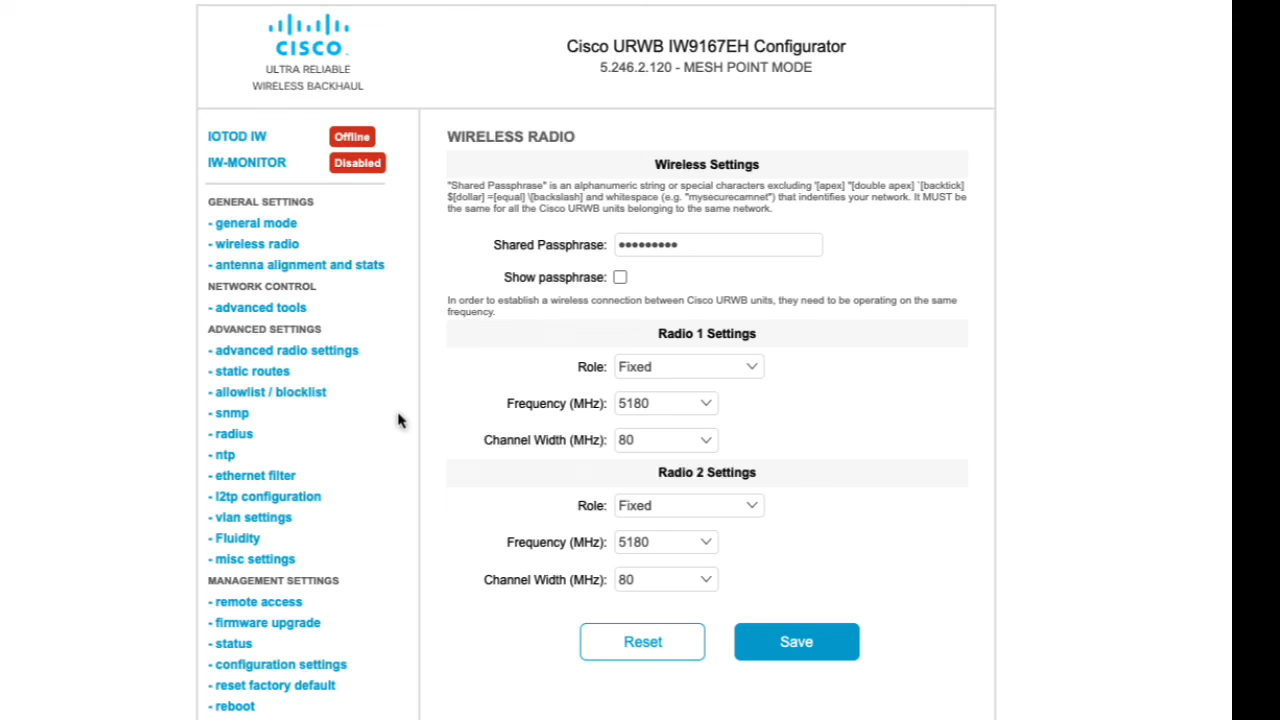 CISCO
ULTRA RELIABLE
WIRELESS BACKHAUL
Cisco URWB IW9167EH Configurator
5.246.2.120 - MESH POINT MODE
IOTOD IW Offline
IW-MONITOR Disabled
GENERAL SETTINGS
- general mode
- wireless radio
- antenna alignment and stats
NETWORK CONTROL
- advanced tools
ADVANCED SETTINGS
- advanced radio settings
- static routes
- allowlist / blocklist
- snmp
- radius
- ntp
- ethernet filter
- l2tp configuration
- vlan settings
- Fluidity
- misc settings
MANAGEMENT SETTINGS
- remote access
- firmware upgrade
- status
- configuration settings
- reset factory default
- reboot
WIRELESS RADIO
Wireless Settings
"Shared Passphrase" is an alphanumeric string or special characters excluding '[apex] "[double apex] `[backtick]
$[dollar] =[equal] \[backslash] and whitespace (e.g. "mysecurecamnet") that indentifies your network. It MUST be
the same for all the Cisco URWB units belonging to the same network.
Shared Passphrase: •••••••••
Show passphrase:
In order to establish a wireless connection between Cisco URWB units, they need to be operating on the same
frequency.
Radio 1 Settings
Role: Fixed
Frequency (MHz): 5180
Channel Width (MHz): 80
Radio 2 Settings
Role: Fixed
Frequency (MHz): 5180
Channel Width (MHz): 80
Reset Save